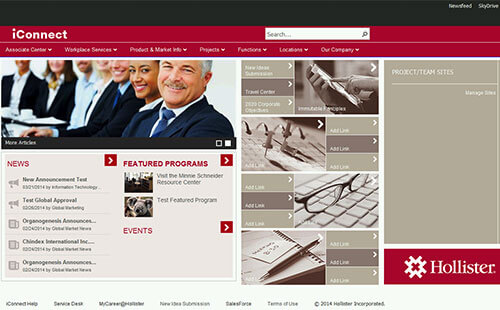 Newsfeed SkyDrive
iConnect
Search...
Associate Center Workplace Services Product & Market Info Projects Functions Locations Our Company
More Articles
NEWS
New Announcement Test
03/21/2014 by Information Technology
Test Global Approval
02/26/2014 by Global Marketing
Organogenesis Announces...
02/24/2014 by Global Market News
Chindex International Inc....
02/24/2014 by Global Market News
Organogenesis Announces...
02/24/2014 by Global Market News
FEATURED PROGRAMS
Visit the Minnie Schneider
Resource Center
Test Featured Program
EVENTS
New Ideas
Submission
Travel Center
2020 Corporate
Objectives
Immutable Principles
Add Link
Add Link
Add Link
Add Link
Add Link
Add Link
Add Link
Add Link
Add Link
Add Link
PROJECT/TEAM SITES
Manage Sites
Hollister
iConnect Help Service Desk MyCareer@Hollister New Idea Submission SalesForce Terms of Use © 2014 Hollister Incorporated.